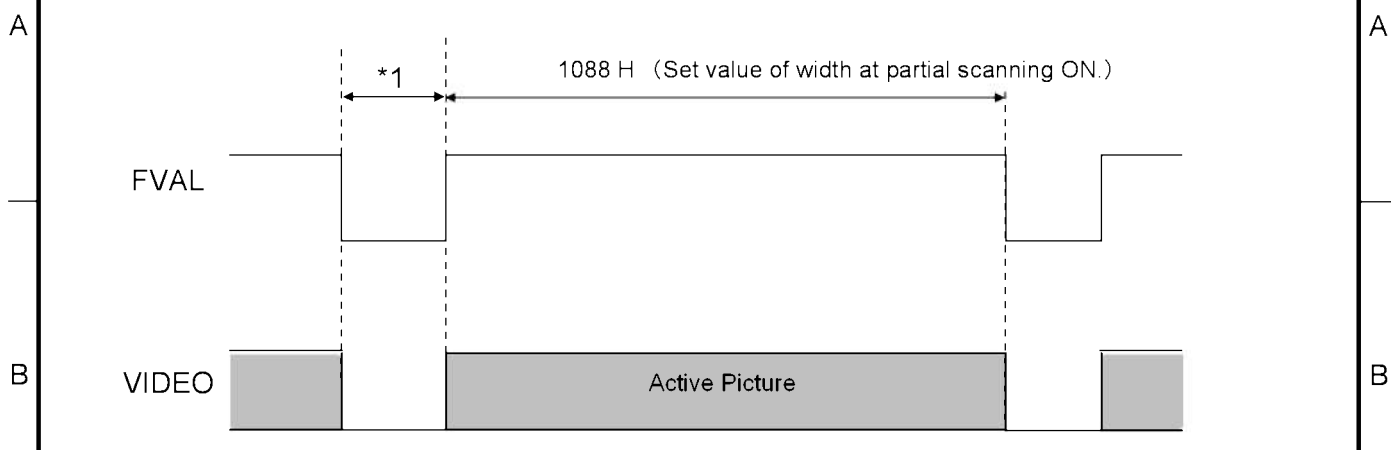 A A
*1 1088 H （Set value of width at partial scanning ON.）
FVAL
B VIDEO Active Picture B